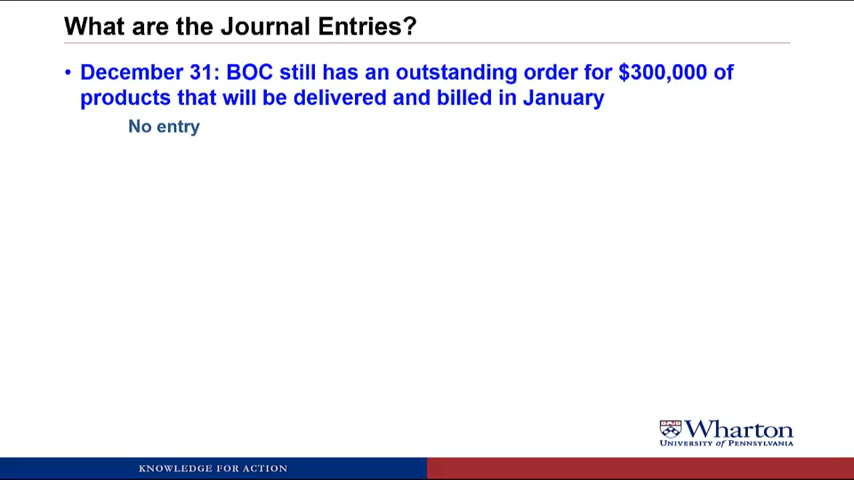 What are the Journal Entries?
• December 31: BOC still has an outstanding order for $300,000 of
products that will be delivered and billed in January
No entry
Wharton
UNIVERSITY of PENNSYLVANIA
KNOWLEDGE FOR ACTION